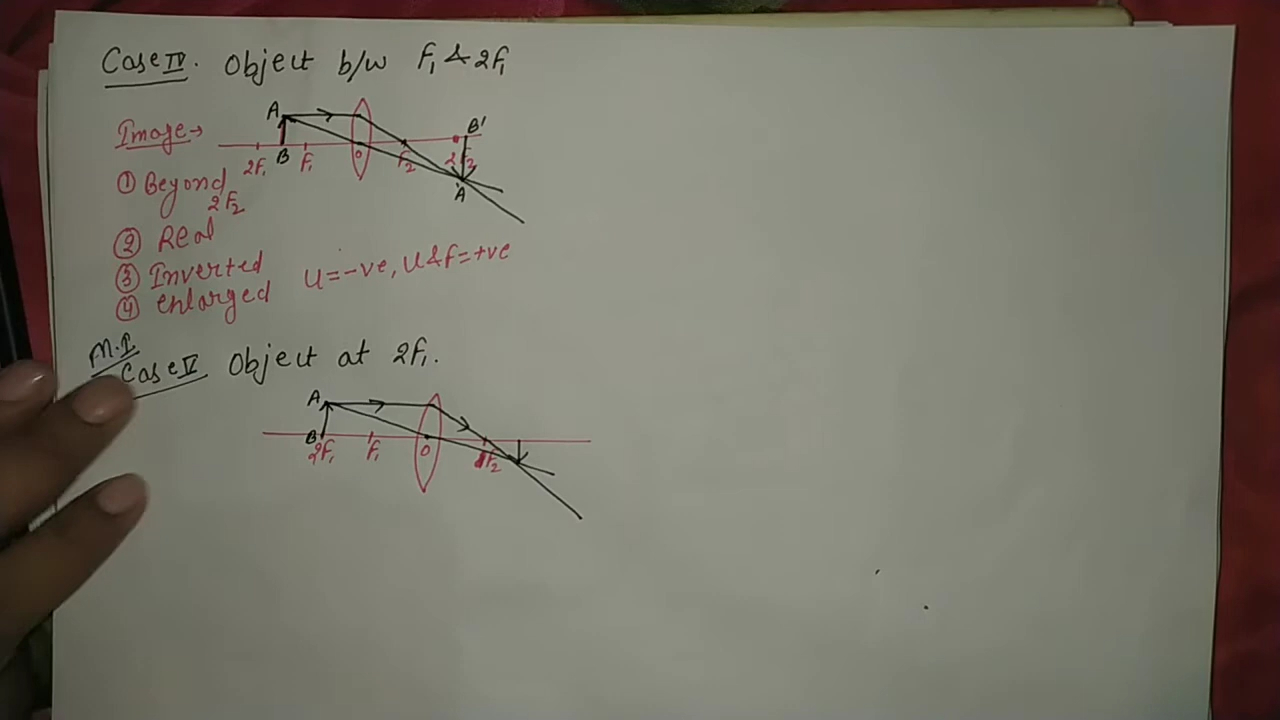 Case IV. Object b/w F₁ & 2F₁
Image→
A
B'
2F₁ B F₁ O F₂ 2F₂
A
① Beyond
2F₂
② Real
③ Inverted
④ enlarged
u=-ve, u&f=+ve
M.I
Case V Object at 2F₁.
A
B
2F₁ F₁ O F₂